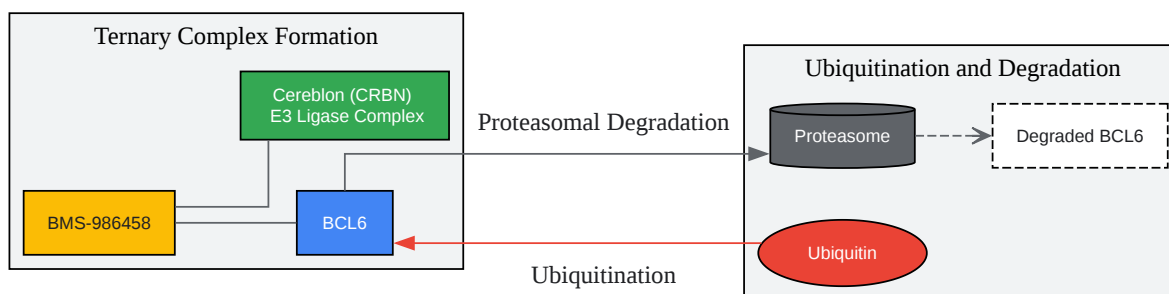 Ternary Complex Formation
Cereblon (CRBN)
E3 Ligase Complex
BMS-986458
BCL6
Proteasomal Degradation
Ubiquitination
Ubiquitination and Degradation
Proteasome
Degraded BCL6
Ubiquitin